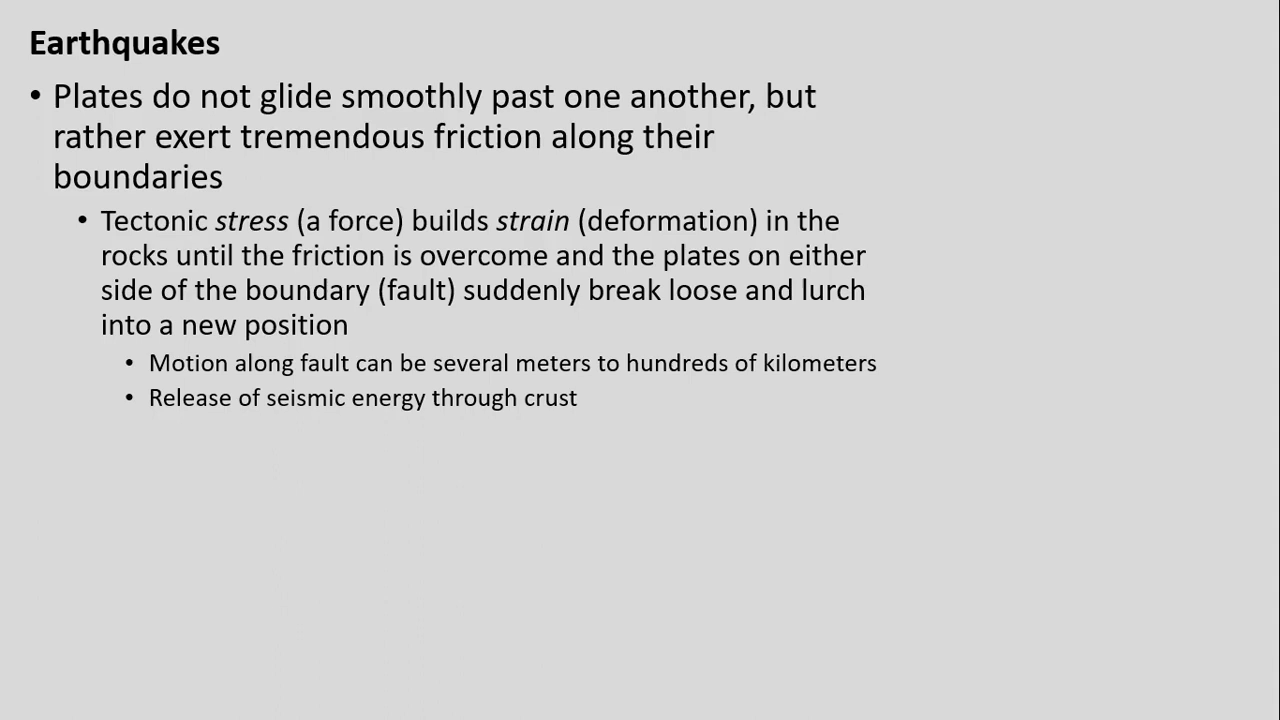 Earthquakes
• Plates do not glide smoothly past one another, but
rather exert tremendous friction along their
boundaries
• Tectonic stress (a force) builds strain (deformation) in the
rocks until the friction is overcome and the plates on either
side of the boundary (fault) suddenly break loose and lurch
into a new position
• Motion along fault can be several meters to hundreds of kilometers
• Release of seismic energy through crust